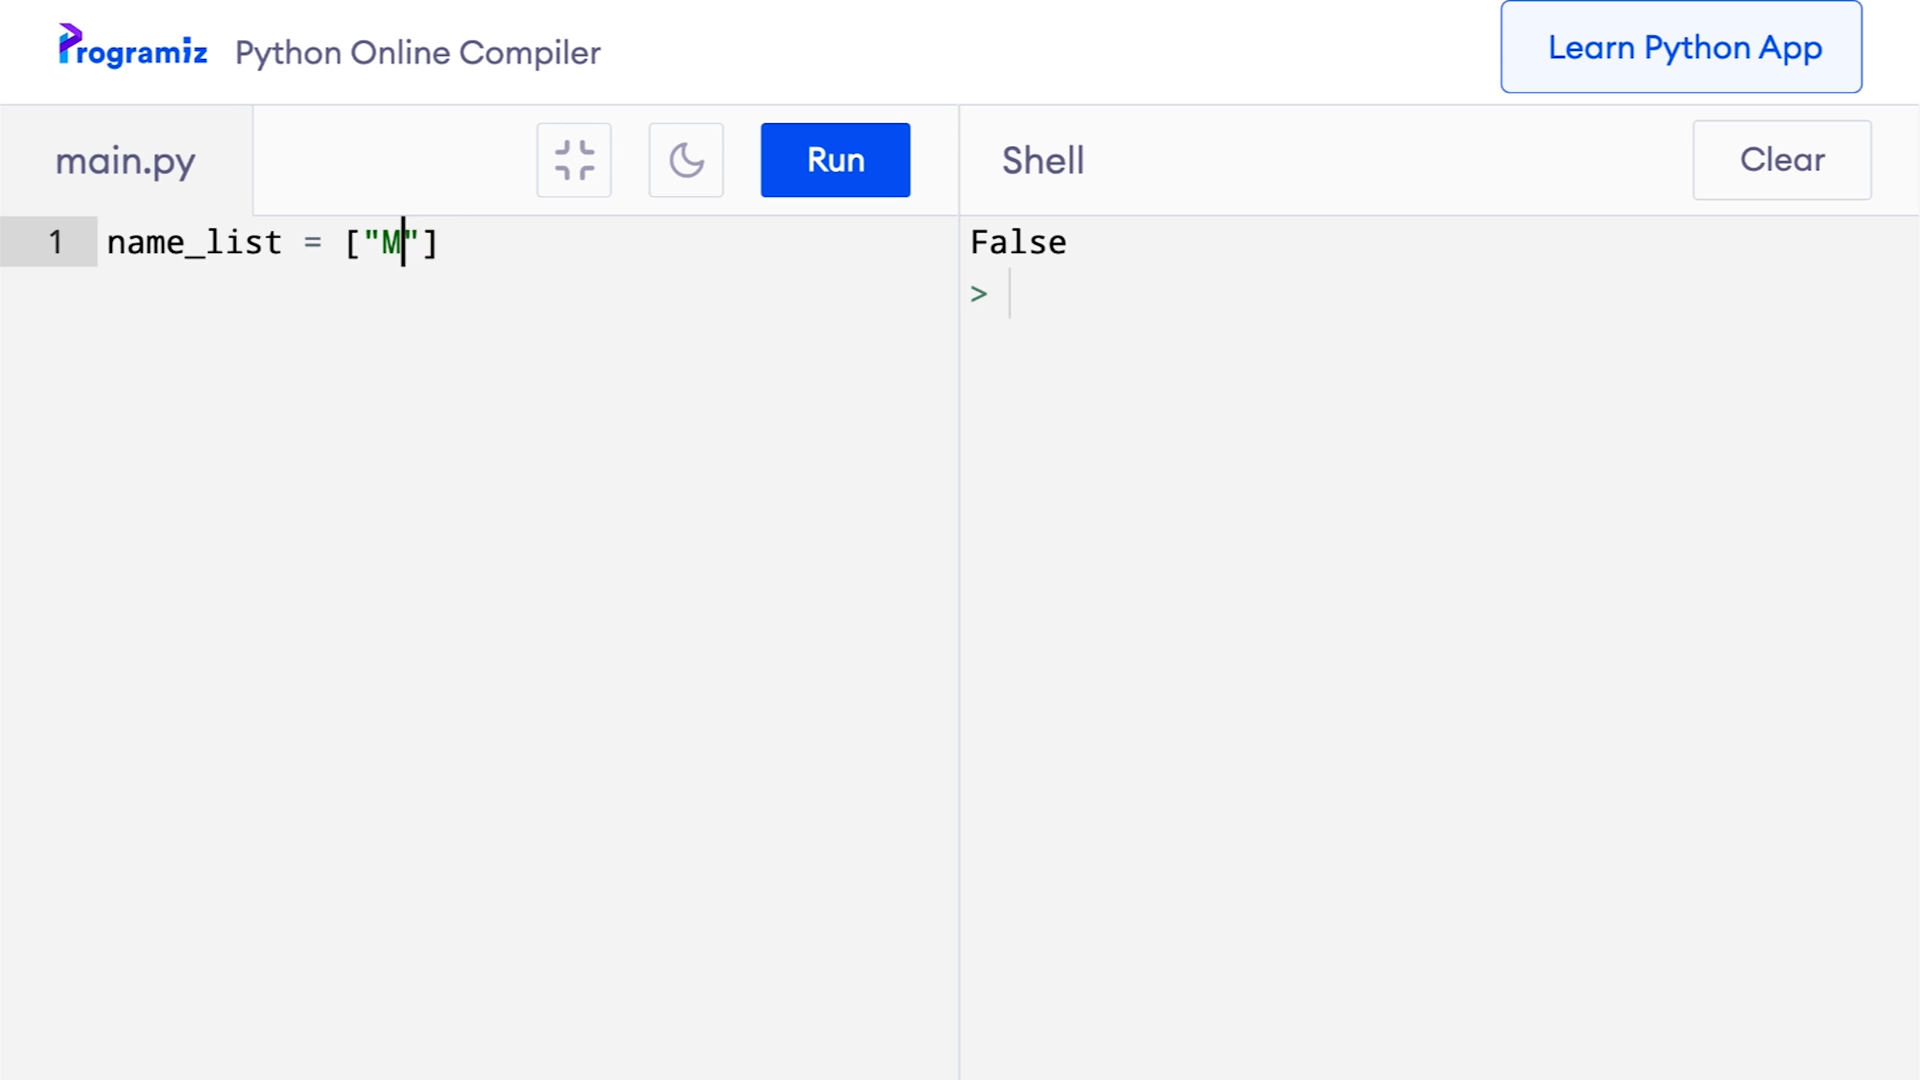 Programiz Python Online Compiler
Learn Python App
main.py
Run
Shell
Clear
1 name_list = ["M"]
False
>